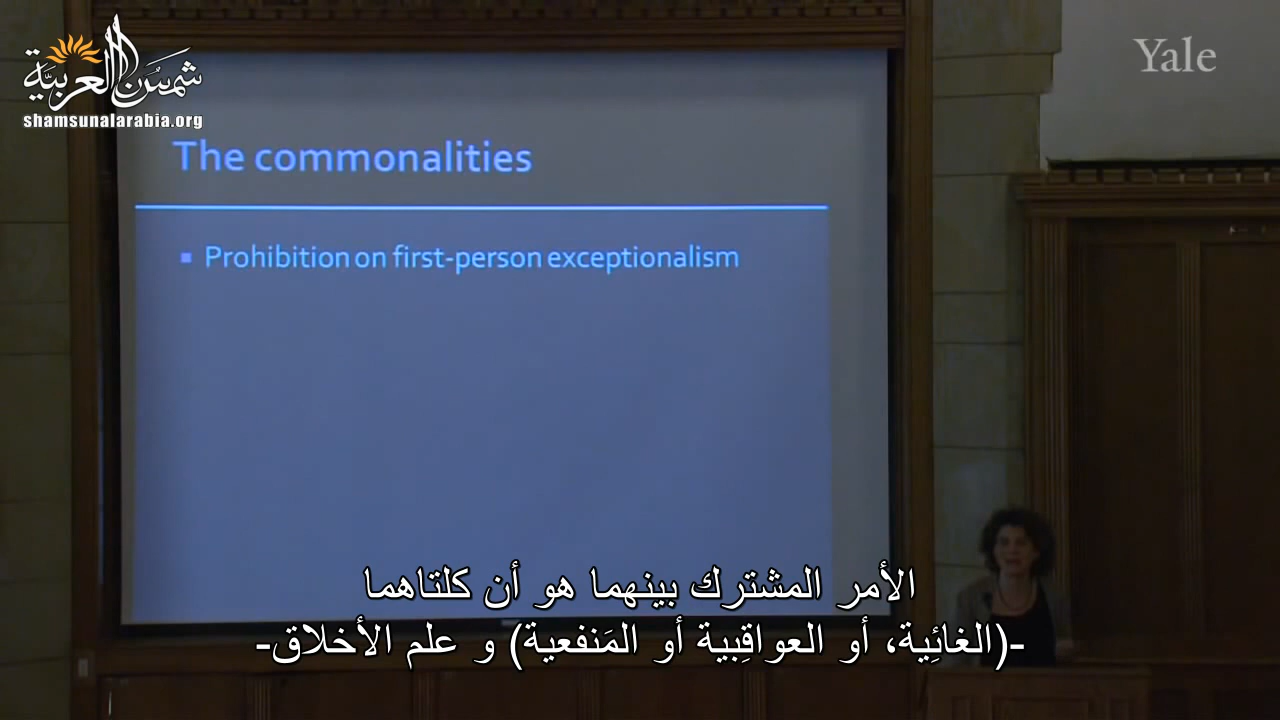 شمس العربية
shamsunalarabia.org
Yale
The commonalities
▪ Prohibition on first-person exceptionalism
الأمر المشترك بينهما هو أن كلتاهما
-(الغائِية، أو العواقِبية أو المَنفعية) و علم الأخلاق-